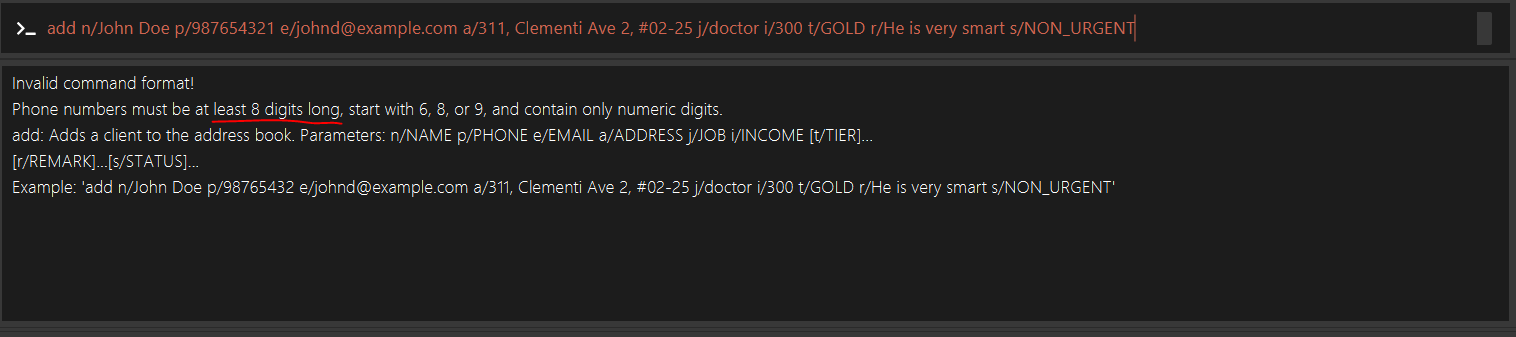 >_ add n/John Doe p/987654321 e/johnd@example.com a/311, Clementi Ave 2, #02-25 j/doctor i/300 t/GOLD r/He is very smart s/NON_URGENT
Invalid command format!
Phone numbers must be at least 8 digits long, start with 6, 8, or 9, and contain only numeric digits.
add: Adds a client to the address book. Parameters: n/NAME p/PHONE e/EMAIL a/ADDRESS j/JOB i/INCOME [t/TIER]...
[r/REMARK]...[s/STATUS]...
Example: 'add n/John Doe p/98765432 e/johnd@example.com a/311, Clementi Ave 2, #02-25 j/doctor i/300 t/GOLD r/He is very smart s/NON_URGENT'